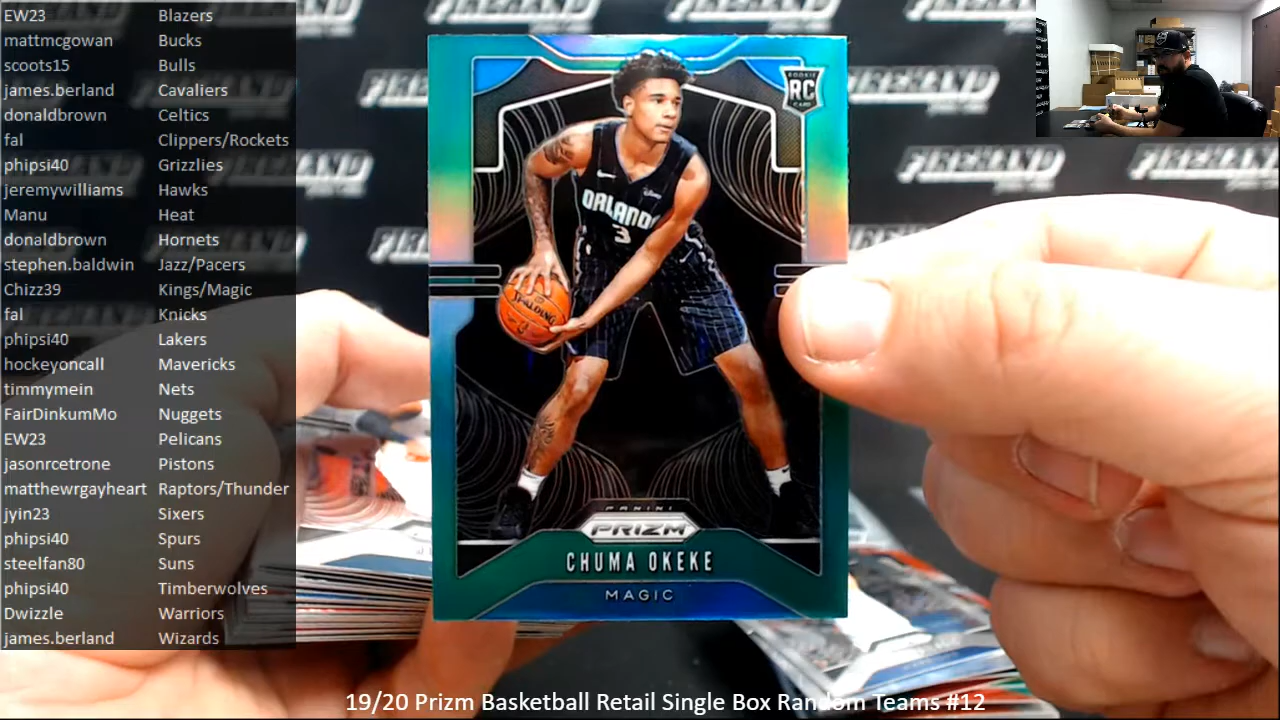 EW23 Blazers
mattmcgowan Bucks
scoots15 Bulls
james.berland Cavaliers
donaldbrown Celtics
fal Clippers/Rockets
phipsi40 Grizzlies
jeremywilliams Hawks
Manu Heat
donaldbrown Hornets
stephen.baldwin Jazz/Pacers
Chizz39 Kings/Magic
fal Knicks
phipsi40 Lakers
hockeyoncall Mavericks
timmymein Nets
FairDinkumMo Nuggets
EW23 Pelicans
jasonrcetrone Pistons
matthewrgayheart Raptors/Thunder
jyin23 Sixers
phipsi40 Spurs
steelfan80 Suns
phipsi40 Timberwolves
Dwizzle Warriors
james.berland Wizards
ROOKIE
RC
CARD
Disney
ORLANDO
3
SPALDING
PANINI
PRIZM
CHUMA OKEKE
MAGIC
FIREHAND
FIREHAND
FIREHAND
FIREHAND
19/20 Prizm Basketball Retail Single Box Random Teams #12